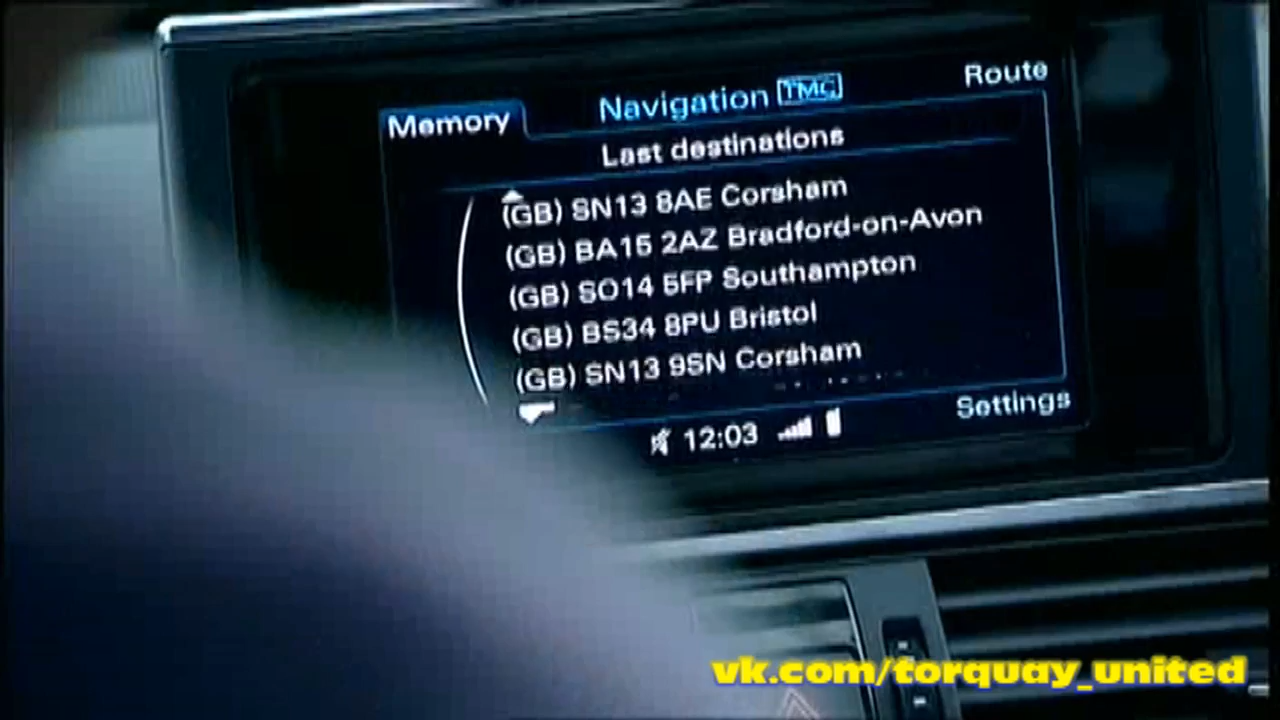 Route
Navigation TMC
Memory
Last destinations
(GB) SN13 8AE Corsham
(GB) BA15 2AZ Bradford-on-Avon
(GB) SO14 5FP Southampton
(GB) BS34 8PU Bristol
(GB) SN13 9SN Corsham
Settings
12:03
vk.com/torquay_united